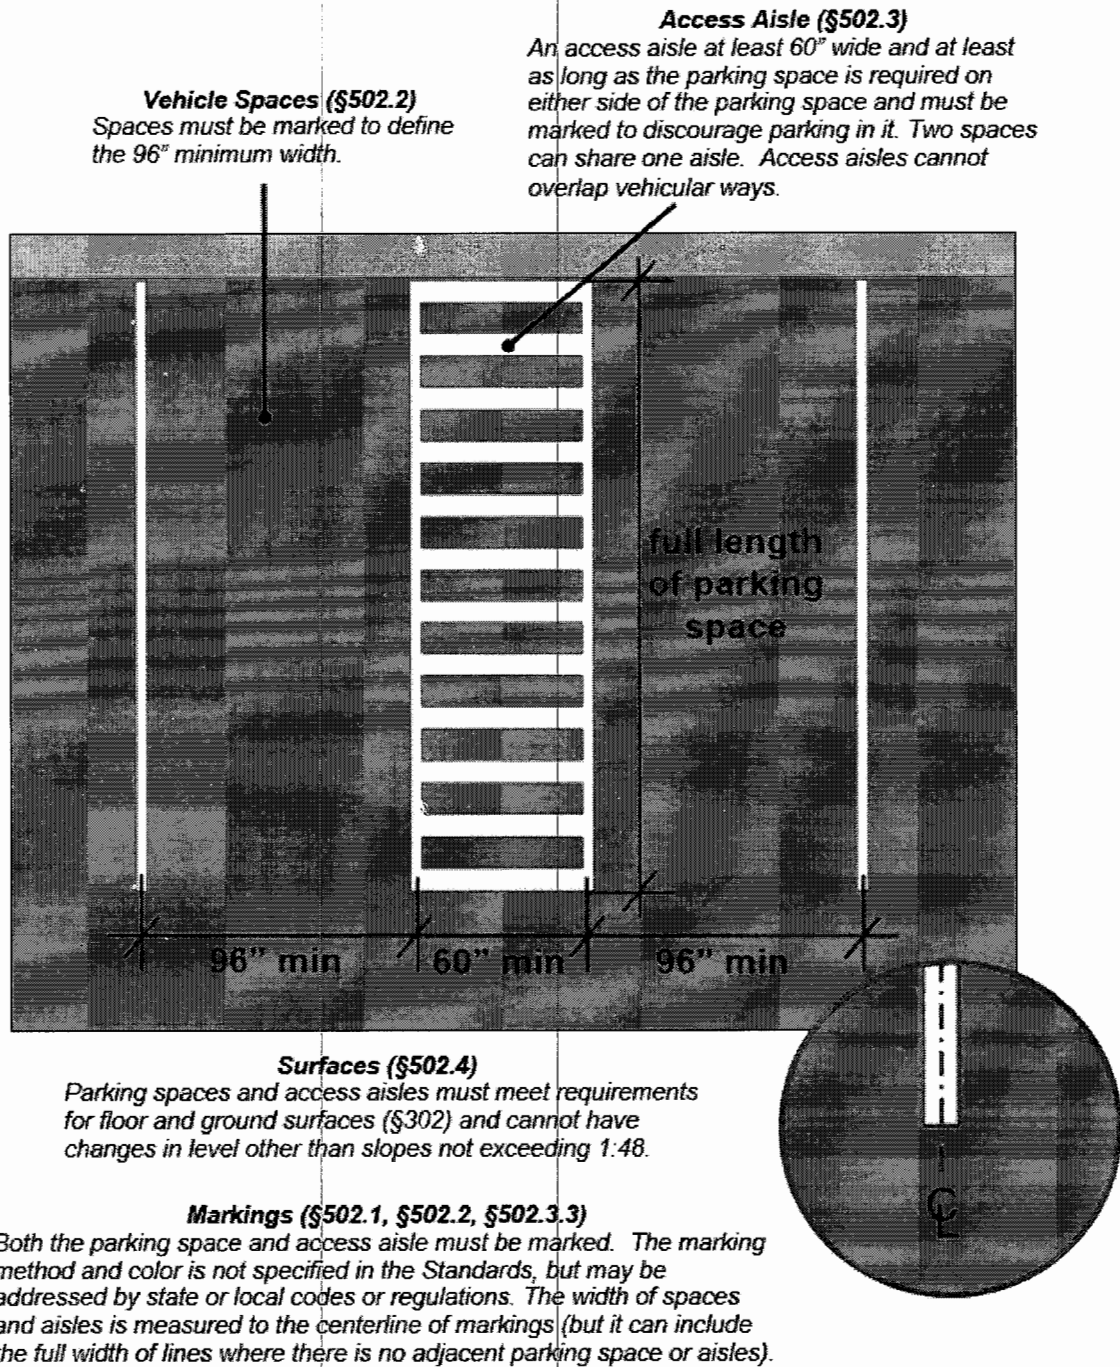 Access Aisle (§502.3)
An access aisle at least 60" wide and at least
as long as the parking space is required on
either side of the parking space and must be
marked to discourage parking in it. Two spaces
can share one aisle. Access aisles cannot
overlap vehicular ways.
Vehicle Spaces (§502.2)
Spaces must be marked to define
the 96" minimum width.
full length
of parking
space
96" min
60" min
96" min
℄
Surfaces (§502.4)
Parking spaces and access aisles must meet requirements
for floor and ground surfaces (§302) and cannot have
changes in level other than slopes not exceeding 1:48.
Markings (§502.1, §502.2, §502.3.3)
Both the parking space and access aisle must be marked. The marking
method and color is not specified in the Standards, but may be
addressed by state or local codes or regulations. The width of spaces
and aisles is measured to the centerline of markings (but it can include
the full width of lines where there is no adjacent parking space or aisles).